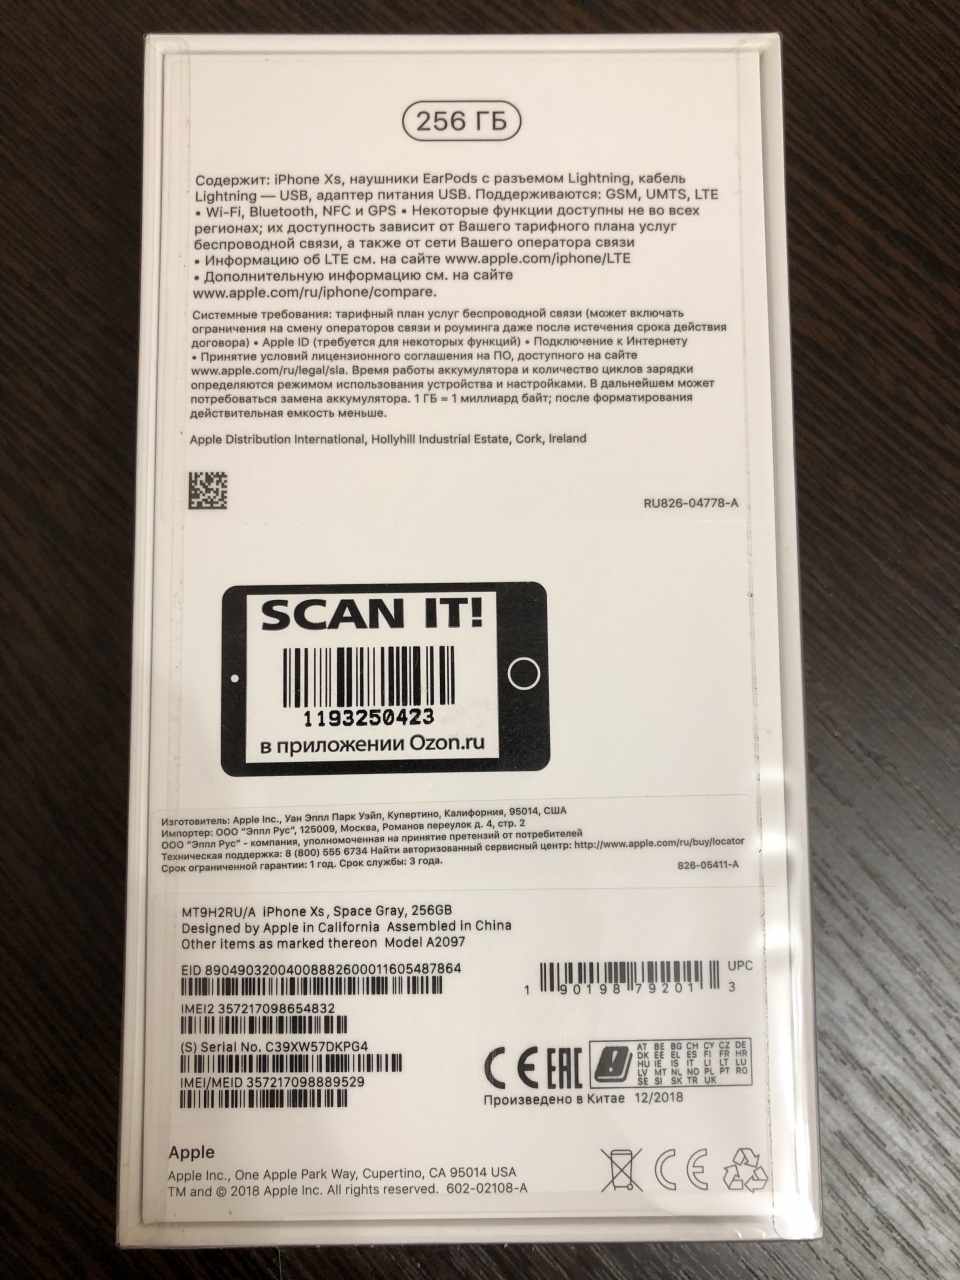 256 ГБ
Содержит: iPhone Xs, наушники EarPods с разъемом Lightning, кабель
Lightning — USB, адаптер питания USB. Поддерживаются: GSM, UMTS, LTE
• Wi-Fi, Bluetooth, NFC и GPS • Некоторые функции доступны не во всех
регионах; их доступность зависит от Вашего тарифного плана услуг
беспроводной связи, а также от сети Вашего оператора связи
• Информацию об LTE см. на сайте www.apple.com/iphone/LTE
• Дополнительную информацию см. на сайте
www.apple.com/ru/iphone/compare.
Системные требования: тарифный план услуг беспроводной связи (может включать
ограничения на смену операторов связи и роуминга даже после истечения срока действия
договора) • Apple ID (требуется для некоторых функций) • Подключение к Интернету
• Принятие условий лицензионного соглашения на ПО, доступного на сайте
www.apple.com/ru/legal/sla. Время работы аккумулятора и количество циклов зарядки
определяются режимом использования устройства и настройками. В дальнейшем может
потребоваться замена аккумулятора. 1 ГБ = 1 миллиард байт; после форматирования
действительная емкость меньше.
Apple Distribution International, Hollyhill Industrial Estate, Cork, Ireland
RU826-04778-A
SCAN IT!
1193250423
в приложении Ozon.ru
Изготовитель: Apple Inc., Уан Эппл Парк Уэйп, Купертино, Калифорния, 95014, США
Импортер: ООО "Эппл Рус", 125009, Москва, Романов переулок д. 4, стр. 2
ООО "Эппл Рус" - компания, уполномоченная на принятие претензий от потребителей
Техническая поддержка: 8 (800) 555 6734 Найти авторизованный сервисный центр: http://www.apple.com/ru/buy/locator
Срок ограниченной гарантии: 1 год. Срок службы: 3 года.
826-05411-A
MT9H2RU/A iPhone Xs, Space Gray, 256GB
Designed by Apple in California Assembled in China
Other items as marked thereon Model A2097
EID 89049032004008882600011605487864
UPC
1 90198 79201 3
IMEI2 357217098654832
(S) Serial No. C39XW57DKPG4
IMEI/MEID 357217098889529
CE EAC
AT BE BG CH CY CZ DE
DK EE EL ES FI FR HR
HU IE IS IT LI LT LU
LV MT NL NO PL PT RO
SE SI SK TR UK
Произведено в Китае 12/2018
Apple
Apple Inc., One Apple Park Way, Cupertino, CA 95014 USA
TM and © 2018 Apple Inc. All rights reserved. 602-02108-A
CE